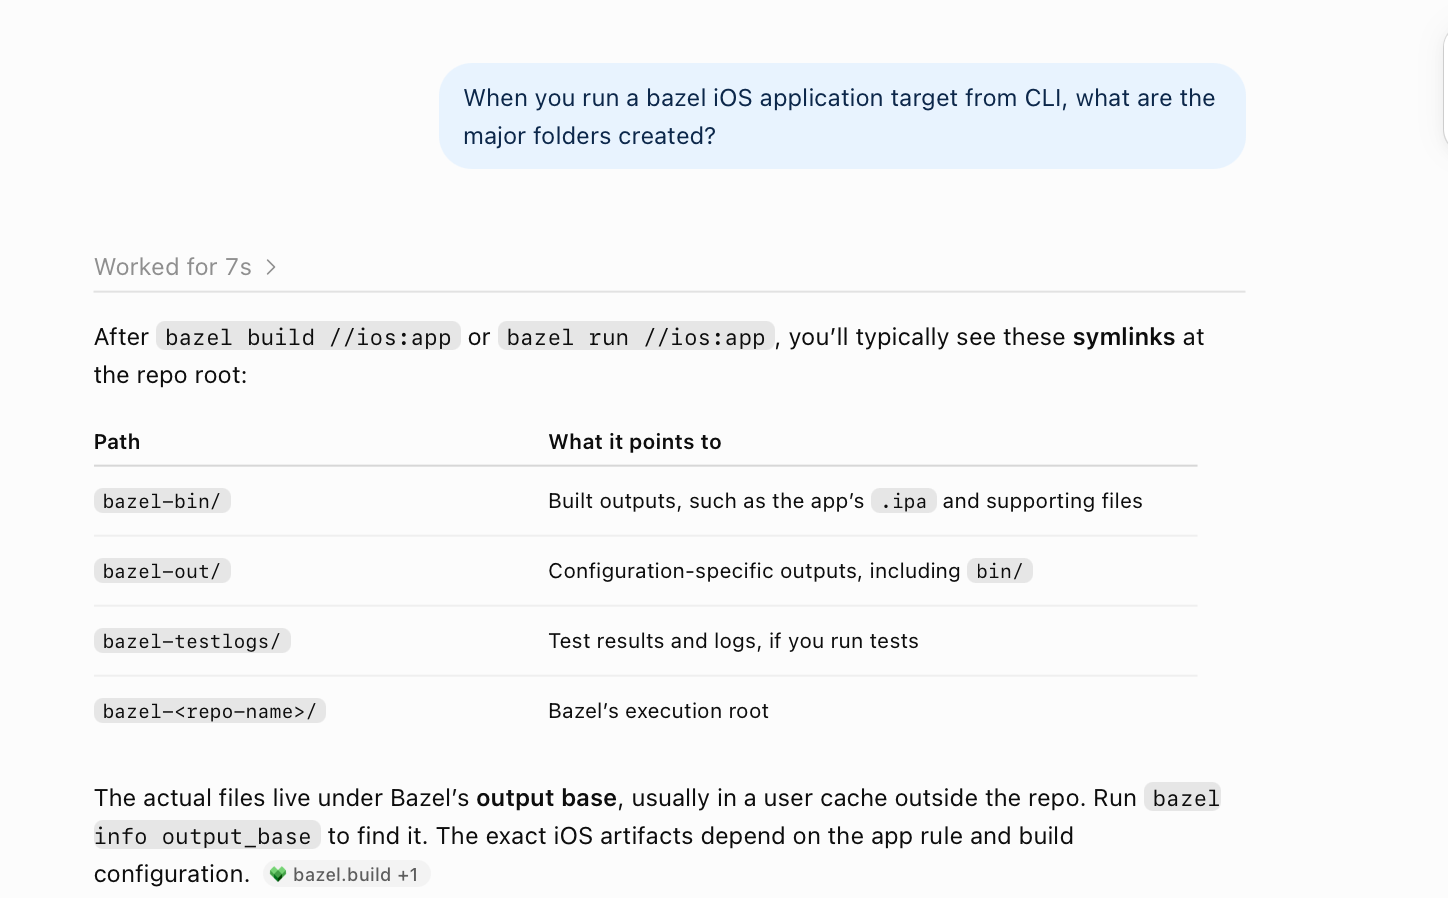 When you run a bazel iOS application target from CLI, what are the
major folders created?
Worked for 7s
After bazel build //ios:app or bazel run //ios:app, you’ll typically see these symlinks at
the repo root:
Path What it points to
bazel-bin/ Built outputs, such as the app’s .ipa and supporting files
bazel-out/ Configuration-specific outputs, including bin/
bazel-testlogs/ Test results and logs, if you run tests
bazel-<repo-name>/ Bazel’s execution root
The actual files live under Bazel’s output base, usually in a user cache outside the repo. Run bazel
info output_base to find it. The exact iOS artifacts depend on the app rule and build
configuration. bazel.build +1